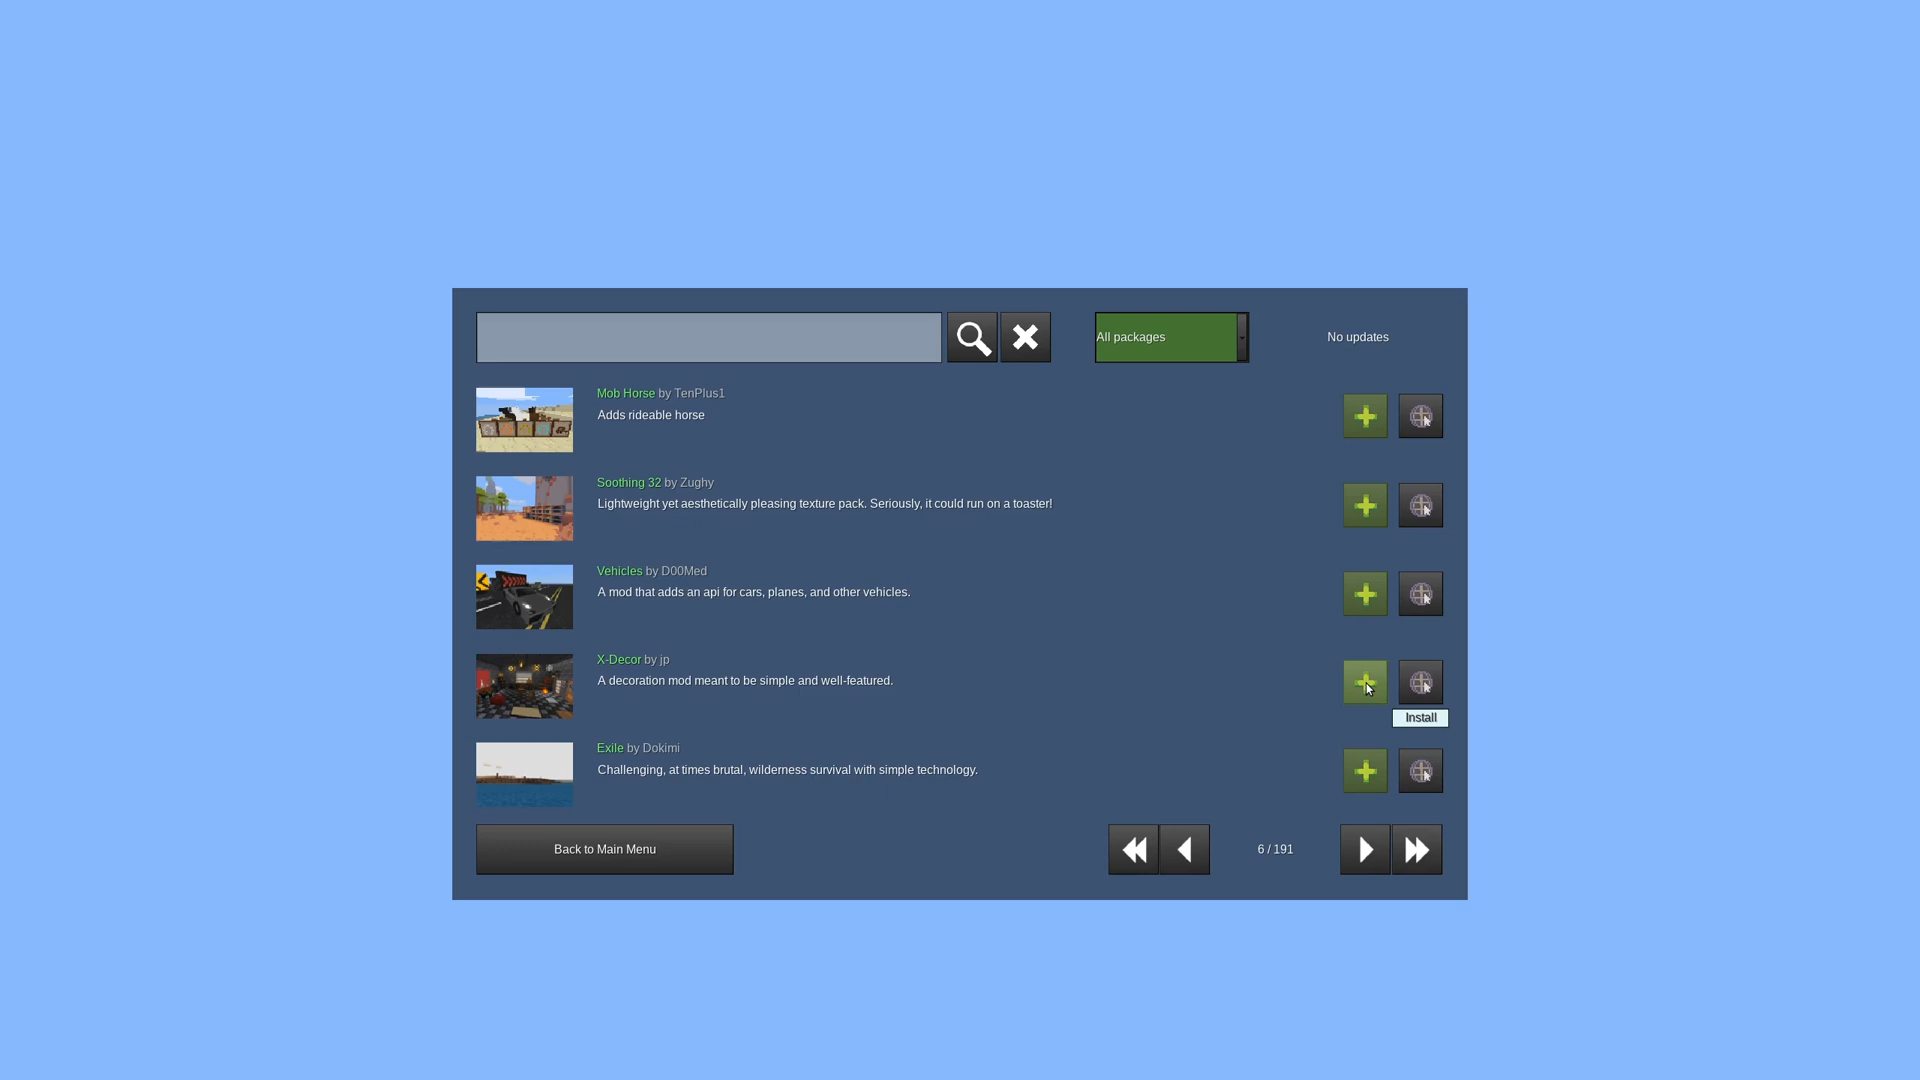 All packages
No updates
Mob Horse by TenPlus1
Adds rideable horse
Soothing 32 by Zughy
Lightweight yet aesthetically pleasing texture pack. Seriously, it could run on a toaster!
Vehicles by D00Med
A mod that adds an api for cars, planes, and other vehicles.
X-Decor by jp
A decoration mod meant to be simple and well-featured.
Install
Exile by Dokimi
Challenging, at times brutal, wilderness survival with simple technology.
Back to Main Menu
6 / 191